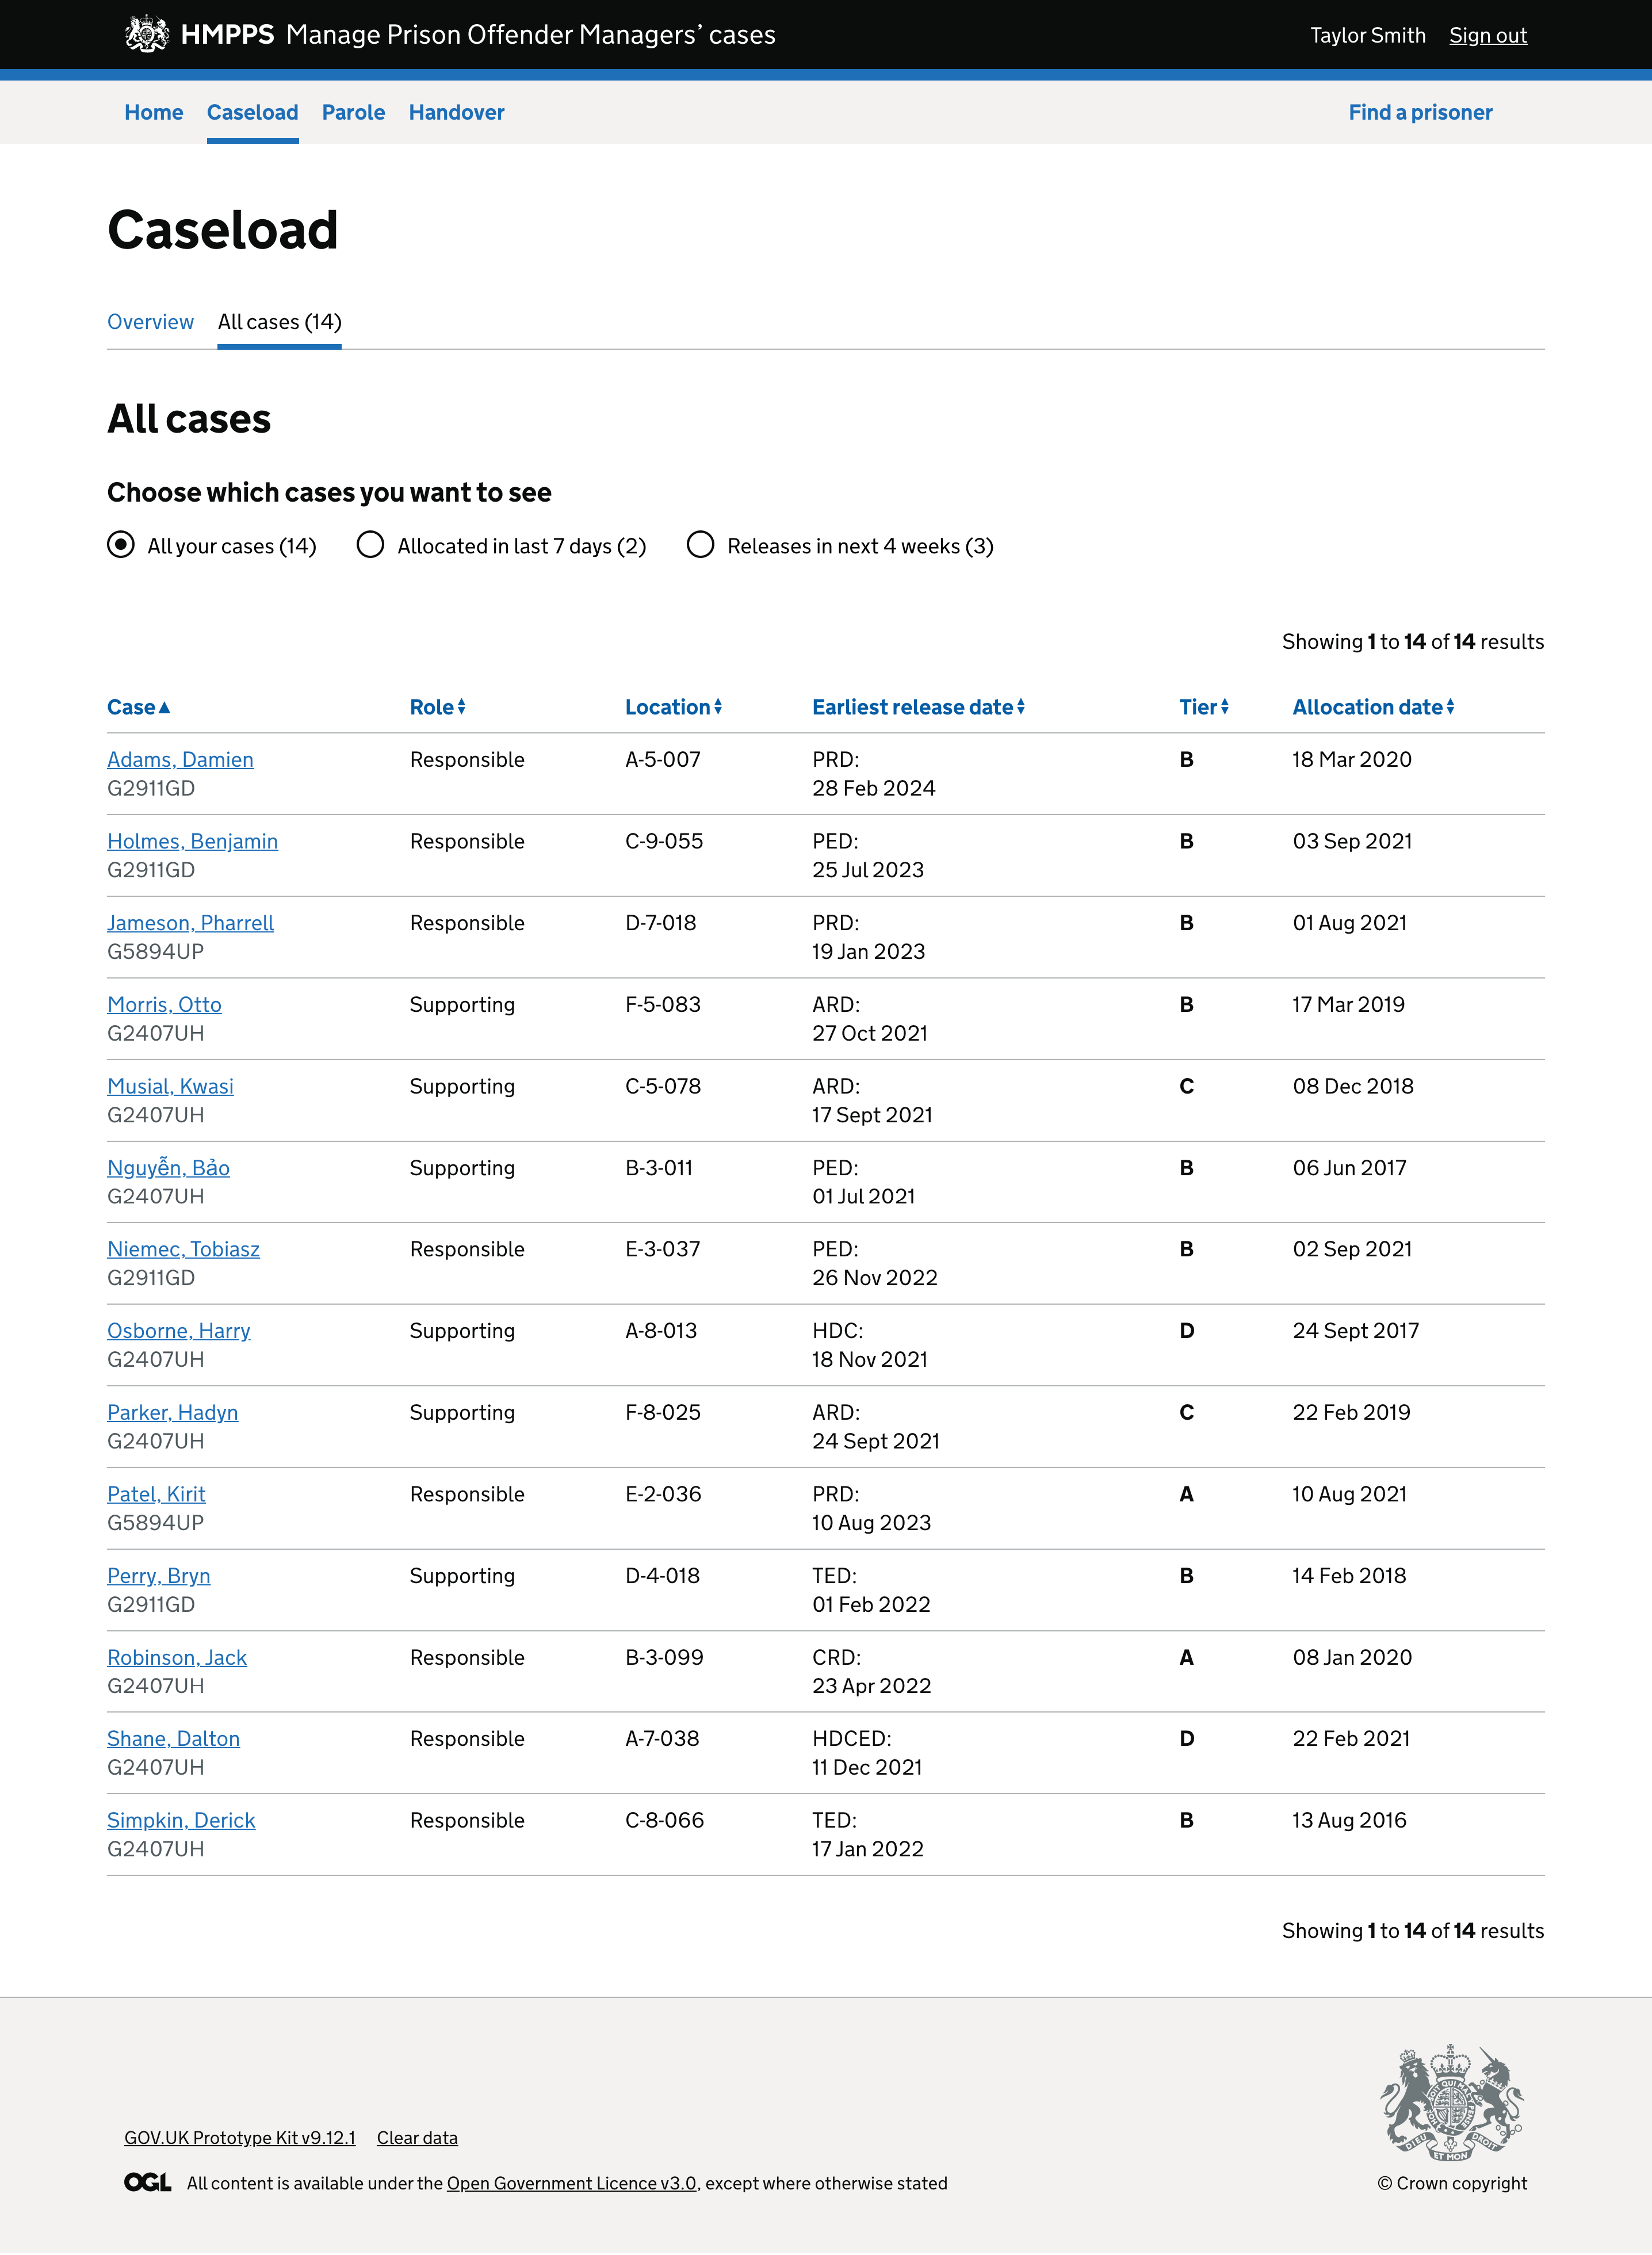 HMPPS Manage Prison Offender Managers’ cases Taylor Smith Sign out
Home Caseload Parole Handover Find a prisoner
Caseload
Overview All cases (14)
All cases
Choose which cases you want to see
All your cases (14) Allocated in last 7 days (2) Releases in next 4 weeks (3)
Showing 1 to 14 of 14 results
Case Role Location Earliest release date Tier Allocation date
Adams, Damien Responsible A-5-007 PRD: B 18 Mar 2020
G2911GD 28 Feb 2024
Holmes, Benjamin Responsible C-9-055 PED: B 03 Sep 2021
G2911GD 25 Jul 2023
Jameson, Pharrell Responsible D-7-018 PRD: B 01 Aug 2021
G5894UP 19 Jan 2023
Morris, Otto Supporting F-5-083 ARD: B 17 Mar 2019
G2407UH 27 Oct 2021
Musial, Kwasi Supporting C-5-078 ARD: C 08 Dec 2018
G2407UH 17 Sept 2021
Nguyễn, Bảo Supporting B-3-011 PED: B 06 Jun 2017
G2407UH 01 Jul 2021
Niemec, Tobiasz Responsible E-3-037 PED: B 02 Sep 2021
G2911GD 26 Nov 2022
Osborne, Harry Supporting A-8-013 HDC: D 24 Sept 2017
G2407UH 18 Nov 2021
Parker, Hadyn Supporting F-8-025 ARD: C 22 Feb 2019
G2407UH 24 Sept 2021
Patel, Kirit Responsible E-2-036 PRD: A 10 Aug 2021
G5894UP 10 Aug 2023
Perry, Bryn Supporting D-4-018 TED: B 14 Feb 2018
G2911GD 01 Feb 2022
Robinson, Jack Responsible B-3-099 CRD: A 08 Jan 2020
G2407UH 23 Apr 2022
Shane, Dalton Responsible A-7-038 HDCED: D 22 Feb 2021
G2407UH 11 Dec 2021
Simpkin, Derick Responsible C-8-066 TED: B 13 Aug 2016
G2407UH 17 Jan 2022
Showing 1 to 14 of 14 results
GOV.UK Prototype Kit v9.12.1 Clear data
DIEU ET MON DROIT
OGL All content is available under the Open Government Licence v3.0, except where otherwise stated © Crown copyright